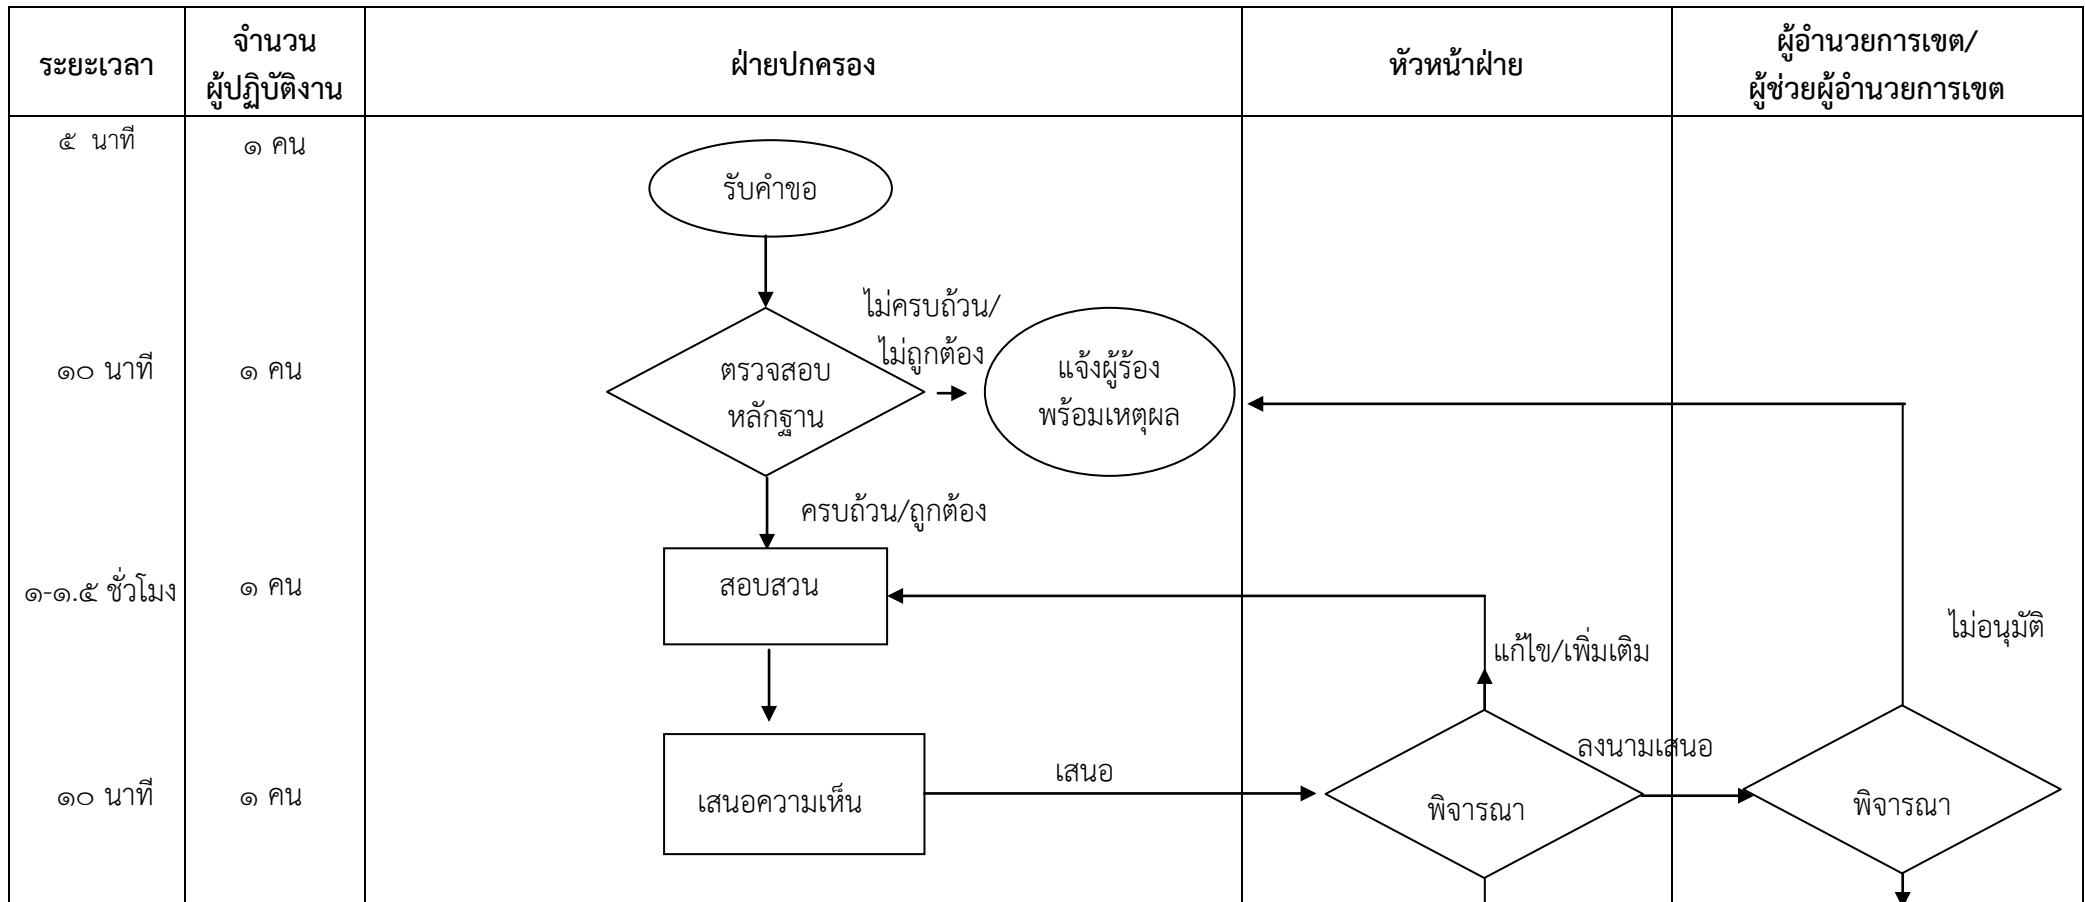 ระยะเวลา
จำนวน
ผู้ปฏิบัติงาน
ฝ่ายปกครอง
หัวหน้าฝ่าย
ผู้อำนวยการเขต/
ผู้ช่วยผู้อำนวยการเขต
๕ นาที
๑ คน
รับคำขอ
ไม่ครบถ้วน/
ไม่ถูกต้อง
๑๐ นาที
๑ คน
ตรวจสอบ
หลักฐาน
แจ้งผู้ร้อง
พร้อมเหตุผล
ครบถ้วน/ถูกต้อง
๑-๑.๕ ชั่วโมง
๑ คน
สอบสวน
ไม่อนุมัติ
แก้ไข/เพิ่มเติม
ลงนามเสนอ
๑๐ นาที
๑ คน
เสนอความเห็น
เสนอ
พิจารณา
พิจารณา